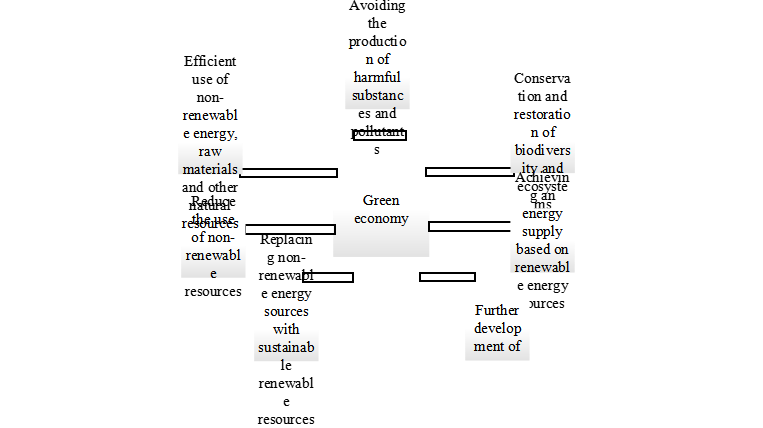 Avoiding
the
productio
n of
harmful
substanc
es and
pollutant
s
Efficient
use of
non-
renewabl
e energy,
raw
materials
and other
natural
resources
Conserva
tion and
restoratio
n of
biodivers
ity and
ecosyste
ms
Green
economy
Reduce
the use
of non-
renewabl
e
resources
Achievin
g an
energy
supply
based on
renewabl
e energy
Replacin
g non-
renewabl
e energy
sources
with
sustainab
le
renewabl
e
resources
Further
develop
ment of